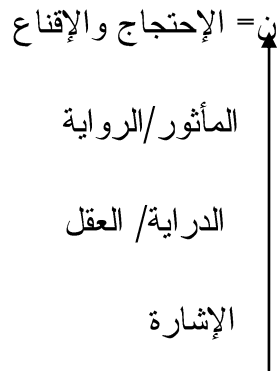 ن= الإحتجاج والإقناع
المأثور/الرواية
الدراية/ العقل
الإشارة